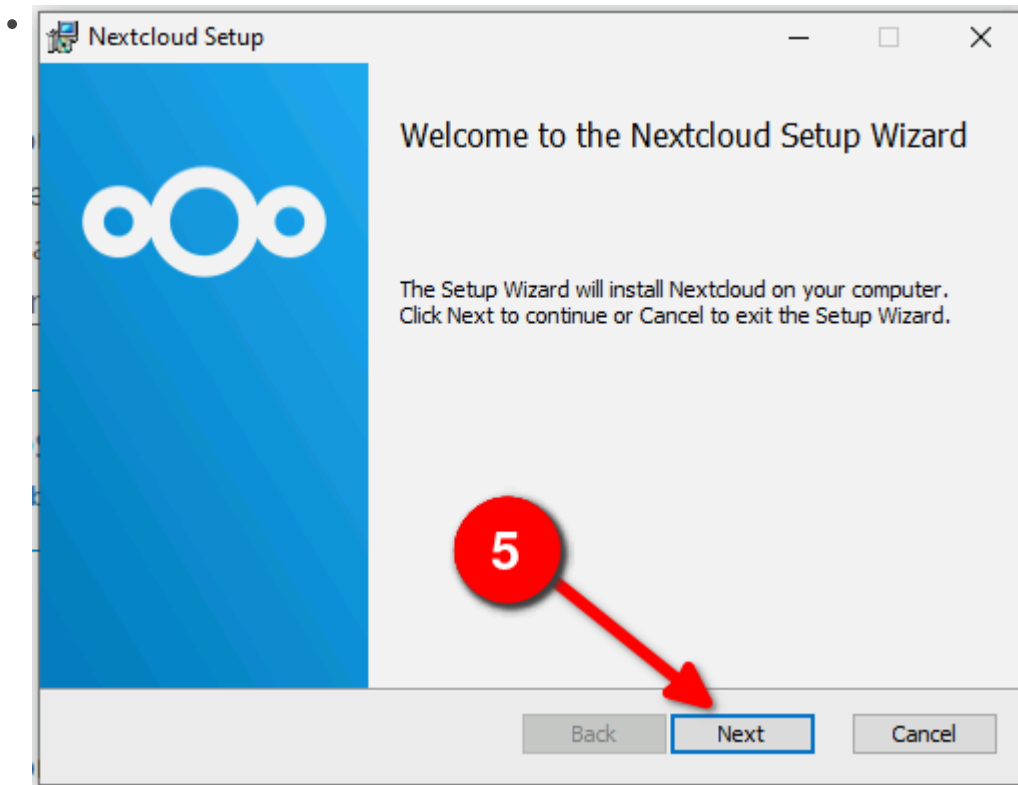 Nextcloud Setup
Welcome to the Nextcloud Setup Wizard
The Setup Wizard will install Nextcloud on your computer.
Click Next to continue or Cancel to exit the Setup Wizard.
5
Back
Next
Cancel